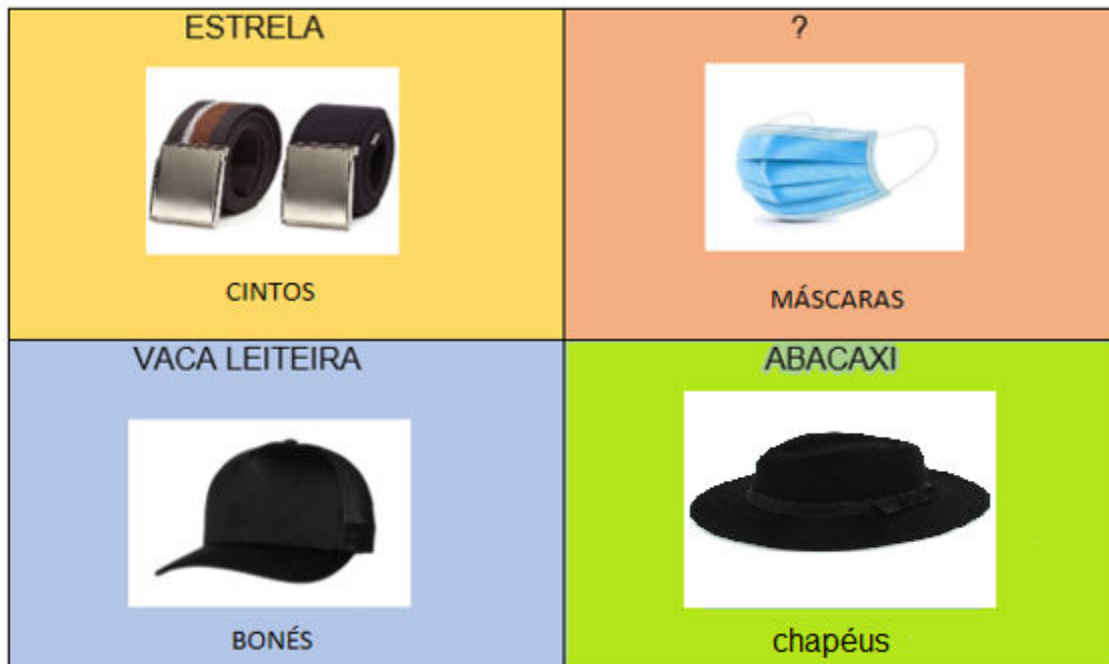 ESTRELA
CINTOS
?
MÁSCARAS
VACA LEITEIRA
BONÉS
ABACAXI
chapéus